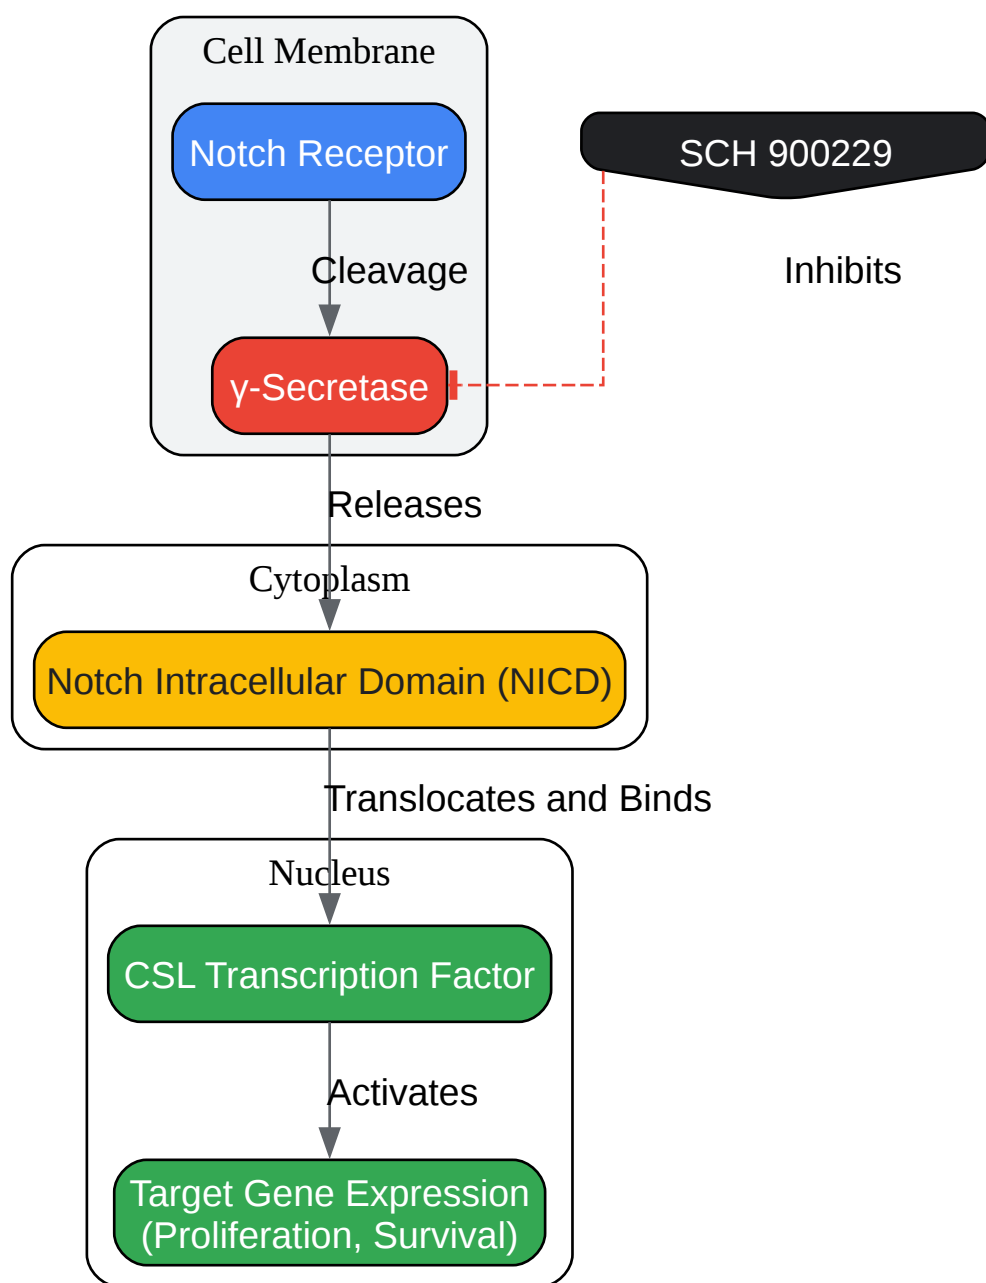 Cell Membrane
Notch Receptor
SCH 900229
Cleavage
Inhibits
γ-Secretase
Releases
Cytoplasm
Notch Intracellular Domain (NICD)
Translocates and Binds
Nucleus
CSL Transcription Factor
Activates
Target Gene Expression
(Proliferation, Survival)